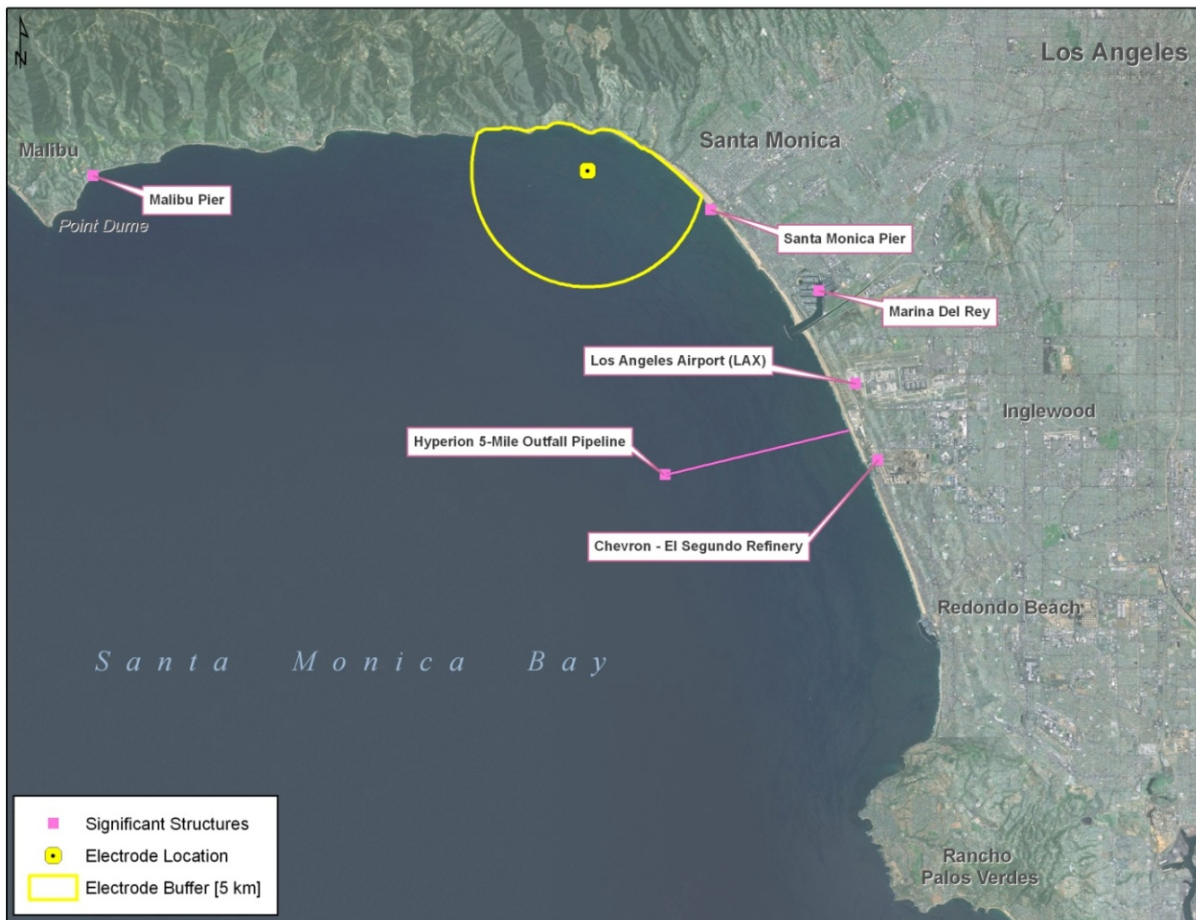 N
Los Angeles
Santa Monica
Malibu
Malibu Pier
Point Dume
Santa Monica Pier
Marina Del Rey
Los Angeles Airport (LAX)
Inglewood
Hyperion 5-Mile Outfall Pipeline
Chevron - El Segundo Refinery
Redondo Beach
Santa Monica Bay
Significant Structures
Electrode Location
Electrode Buffer [5 km]
Rancho
Palos Verdes